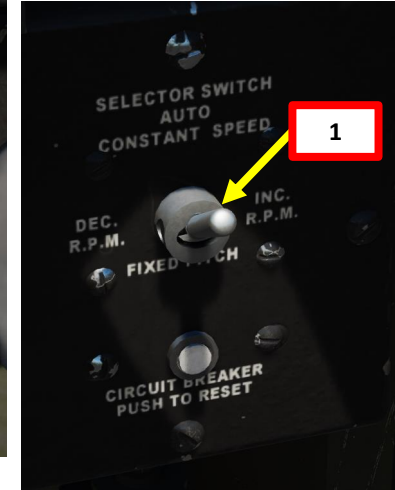 SELECTOR SWITCH
AUTO
CONSTANT SPEED
1
DEC. INC.
R.P.M. R.P.M.
FIXED PITCH
CIRCUIT BREAKER
PUSH TO RESET